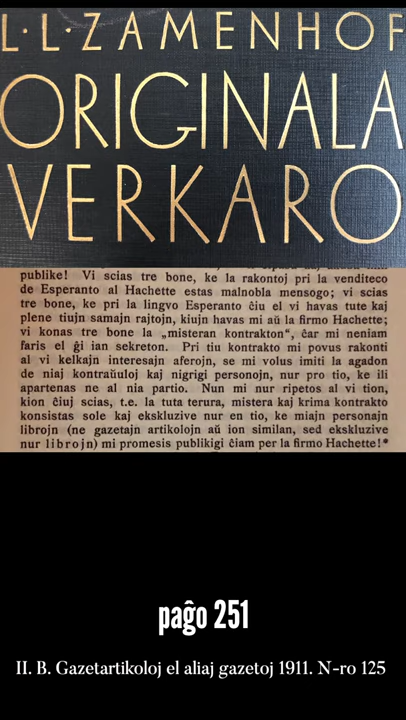 L·L·ZAMENHOF
ORIGINALA
VERKARO
publike! Vi scias tre bone, ke la rakontoj pri la venditeco
de Esperanto al Hachette estas malnobla mensogo; vi scias
tre bone, ke pri la lingvo Esperanto ĉiu el vi havas tute kaj
plene tiujn samajn rajtojn, kiujn havas mi aŭ la firmo Hachette;
vi konas tre bone la „misteran kontrakton“, ĉar mi neniam
faris el ĝi ian sekreton. Pri tiu kontrakto mi povus rakonti
al vi kelkajn interesajn aferojn, se mi volus imiti la agadon
de niaj kontraŭuloj kaj nigrigi personojn, nur pro tio, ke ili
apartenas ne al nia partio. Nun mi nur ripetos al vi tion,
kion ĉiuj scias, t.e. la tuta terura, mistera kaj krima kontrakto
konsistas sole kaj ekskluzive nur en tio, ke miajn personajn
librojn (ne gazetajn artikolojn aŭ ion similan, sed ekskluzive
nur librojn) mi promesis publikigi ĉiam per la firmo Hachette!*
paĝo 251
II. B. Gazetartikoloj el aliaj gazetoj 1911. N-ro 125